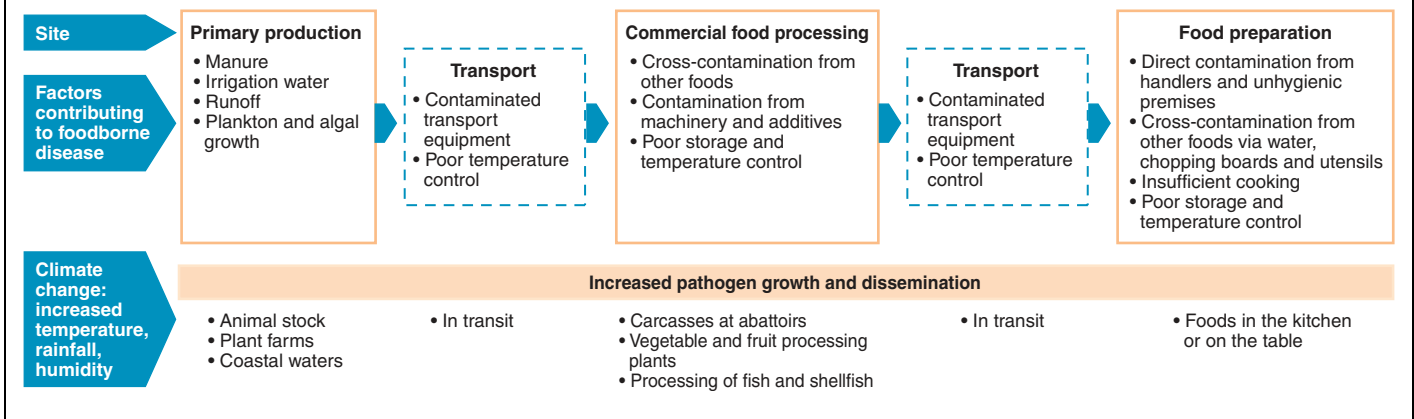 Site
Primary production
• Manure
• Irrigation water
• Runoff
• Plankton and algal
growth
Transport
• Contaminated
transport
equipment
• Poor temperature
control
Commercial food processing
• Cross-contamination from
other foods
• Contamination from
machinery and additives
• Poor storage and
temperature control
Transport
• Contaminated
transport
equipment
• Poor temperature
control
Food preparation
• Direct contamination from
handlers and unhygienic
premises
• Cross-contamination from
other foods via water,
chopping boards and utensils
• Insufficient cooking
• Poor storage and
temperature control
Factors
contributing
to foodborne
disease
Climate
change:
increased
temperature,
rainfall,
humidity
Increased pathogen growth and dissemination
• Animal stock
• Plant farms
• Coastal waters
• In transit
• Carcasses at abattoirs
• Vegetable and fruit processing
plants
• Processing of fish and shellfish
• In transit
• Foods in the kitchen
or on the table